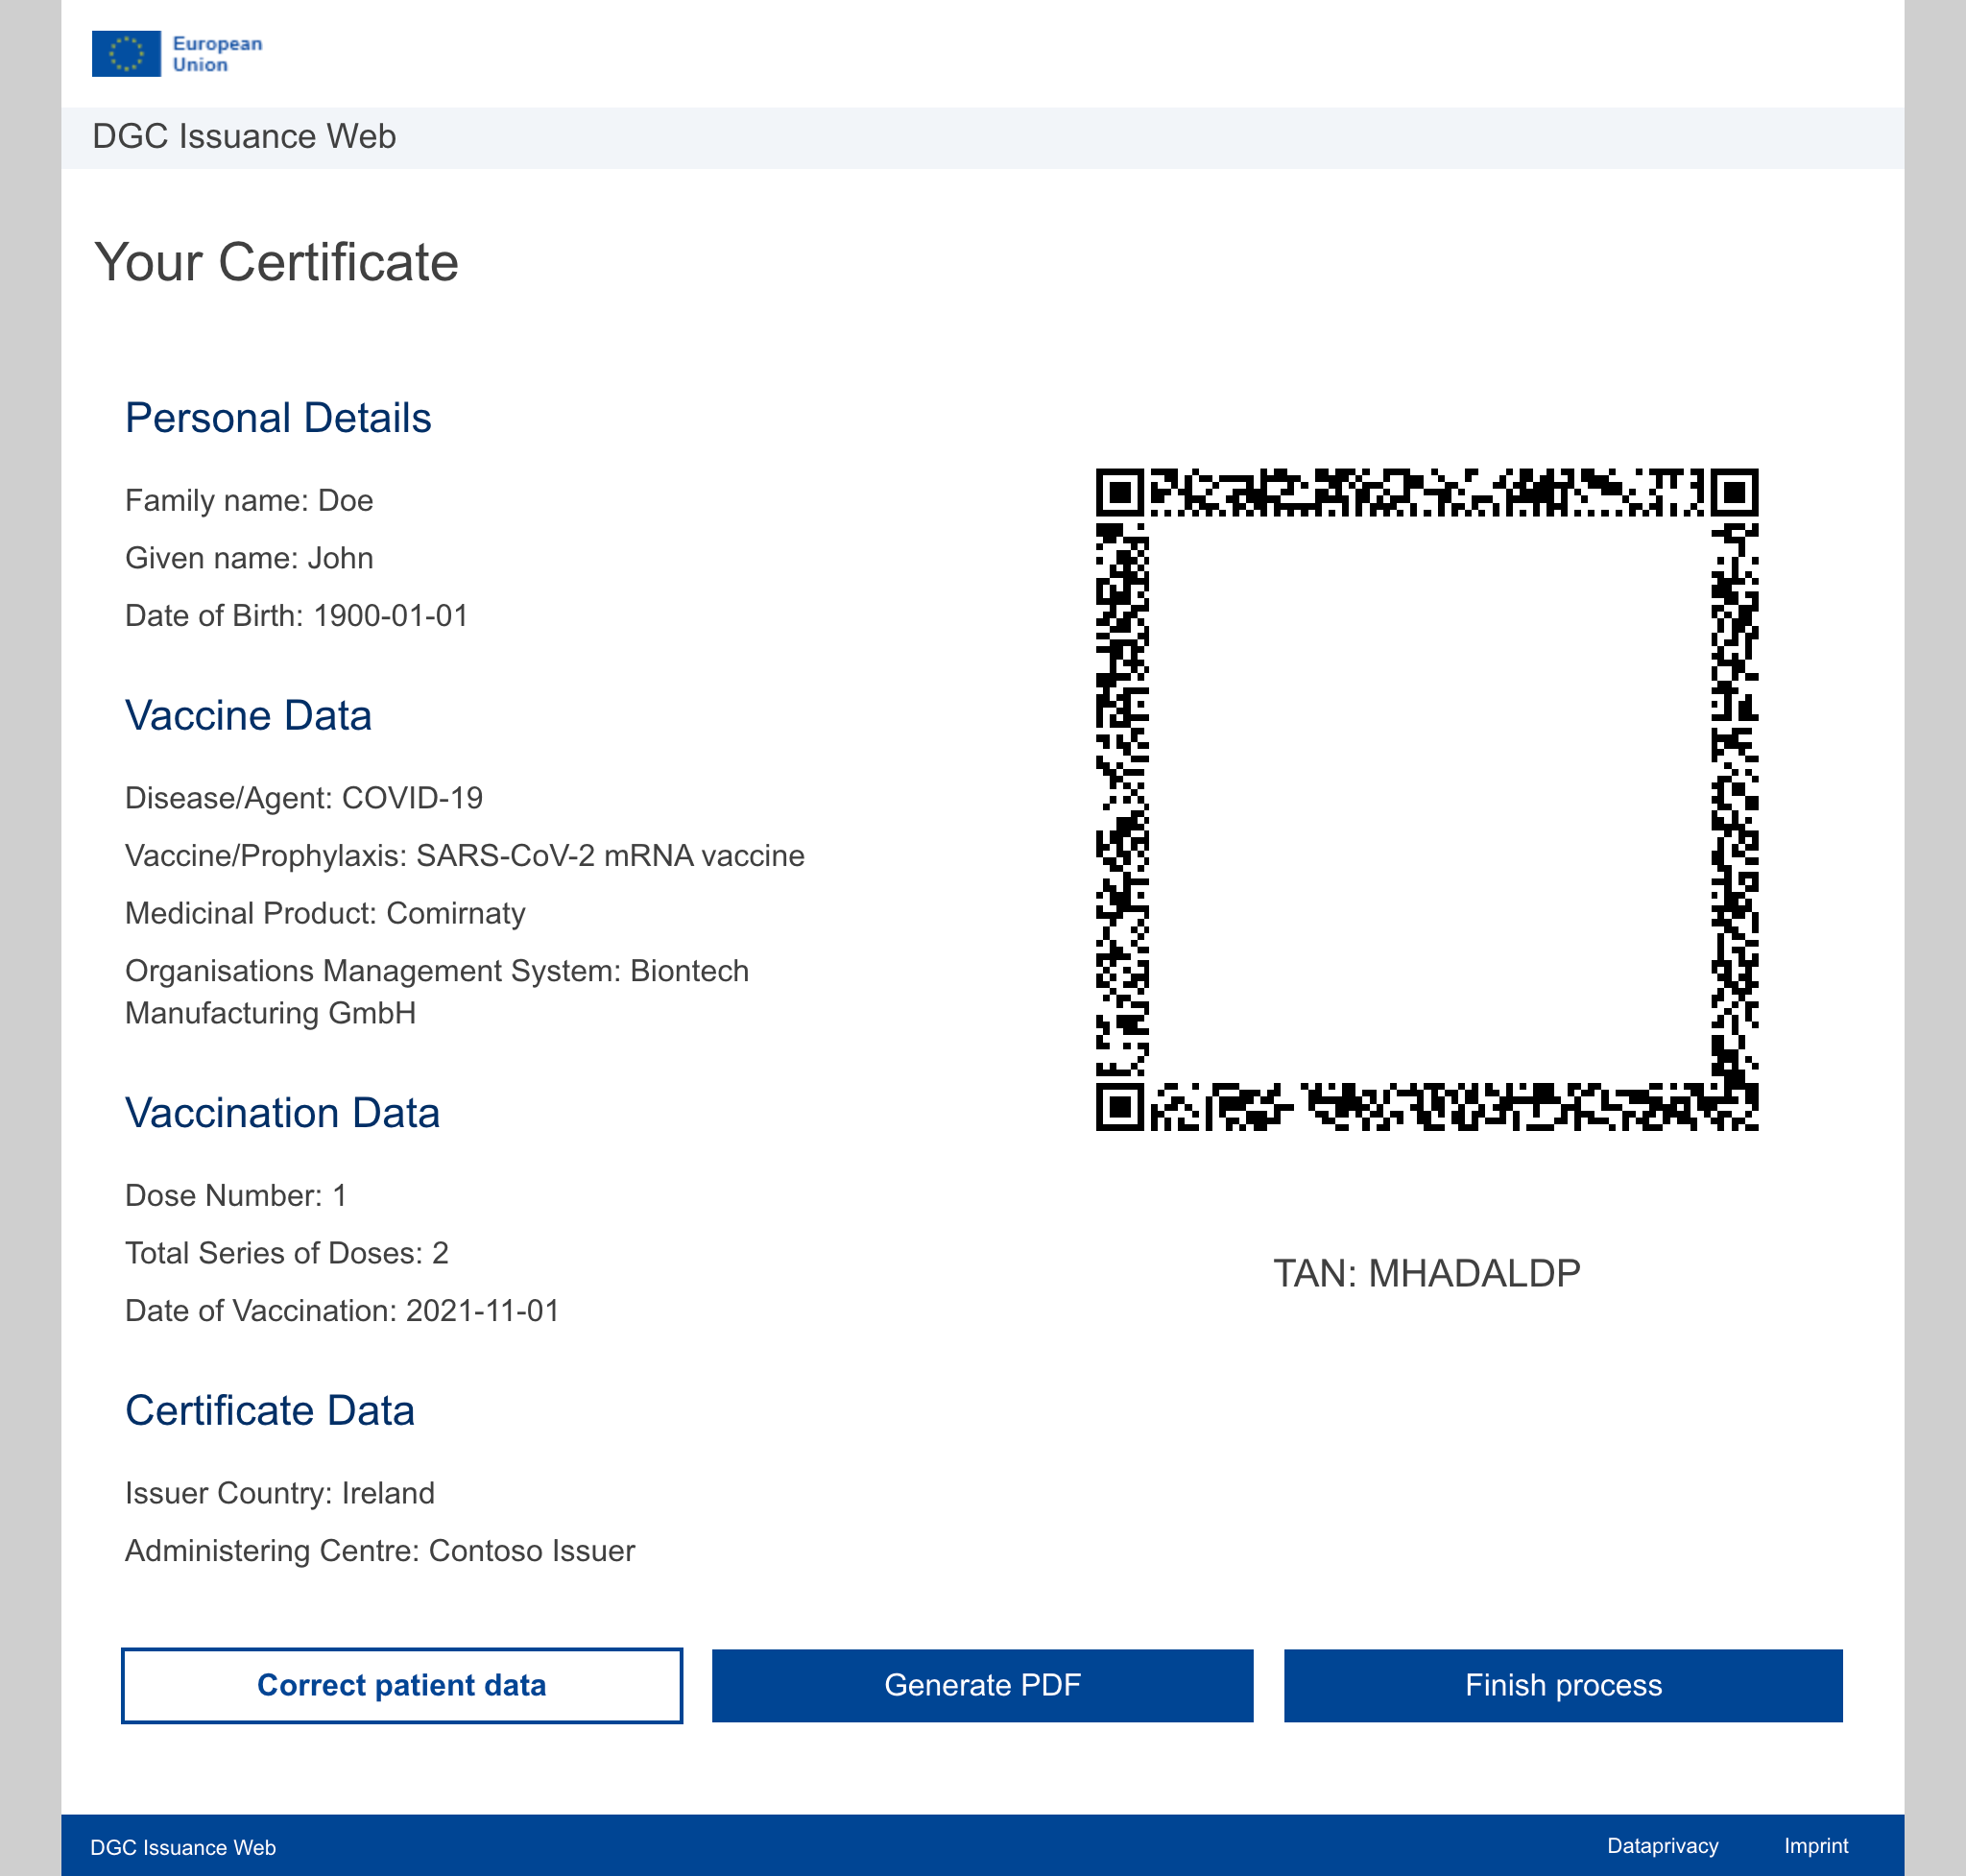 European
Union
DGC Issuance Web
Your Certificate
Personal Details
Family name: Doe
Given name: John
Date of Birth: 1900-01-01
Vaccine Data
Disease/Agent: COVID-19
Vaccine/Prophylaxis: SARS-CoV-2 mRNA vaccine
Medicinal Product: Comirnaty
Organisations Management System: Biontech
Manufacturing GmbH
Vaccination Data
Dose Number: 1
Total Series of Doses: 2
Date of Vaccination: 2021-11-01
Certificate Data
Issuer Country: Ireland
Administering Centre: Contoso Issuer
TAN: MHADALDP
Correct patient data
Generate PDF
Finish process
DGC Issuance Web
Dataprivacy
Imprint